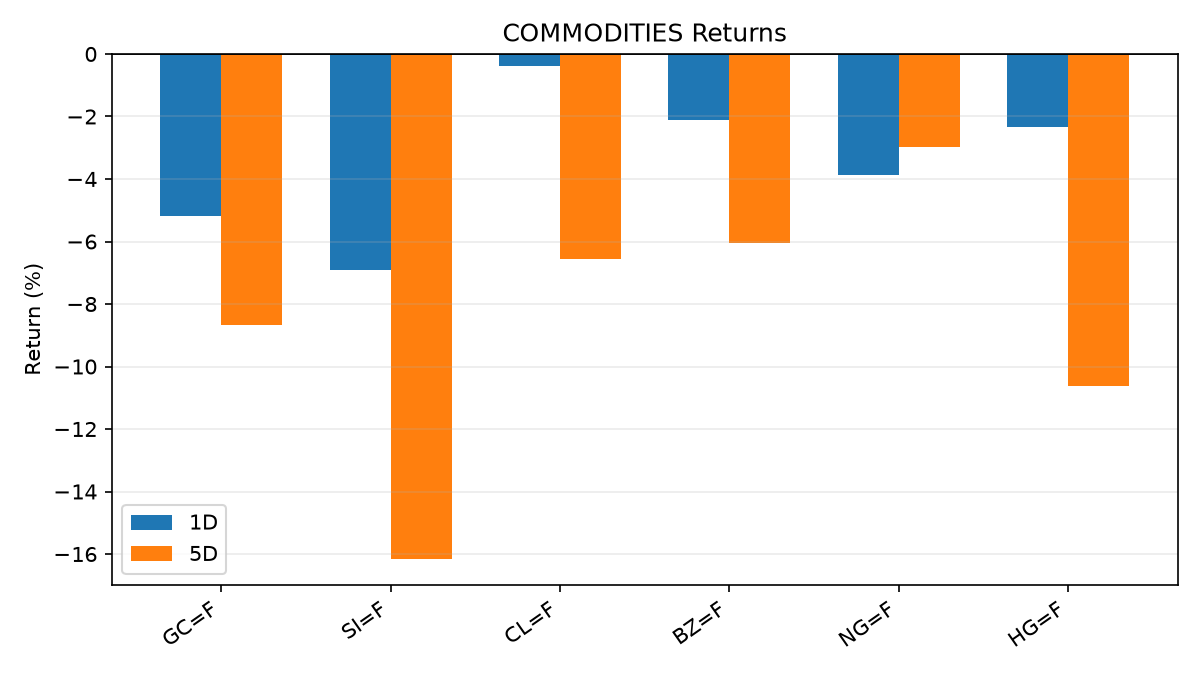 COMMODITIES Returns
Return (%)
0
−2
−4
−6
−8
−10
−12
−14
−16
1D
5D
GC=F
SI=F
CL=F
BZ=F
NG=F
HG=F